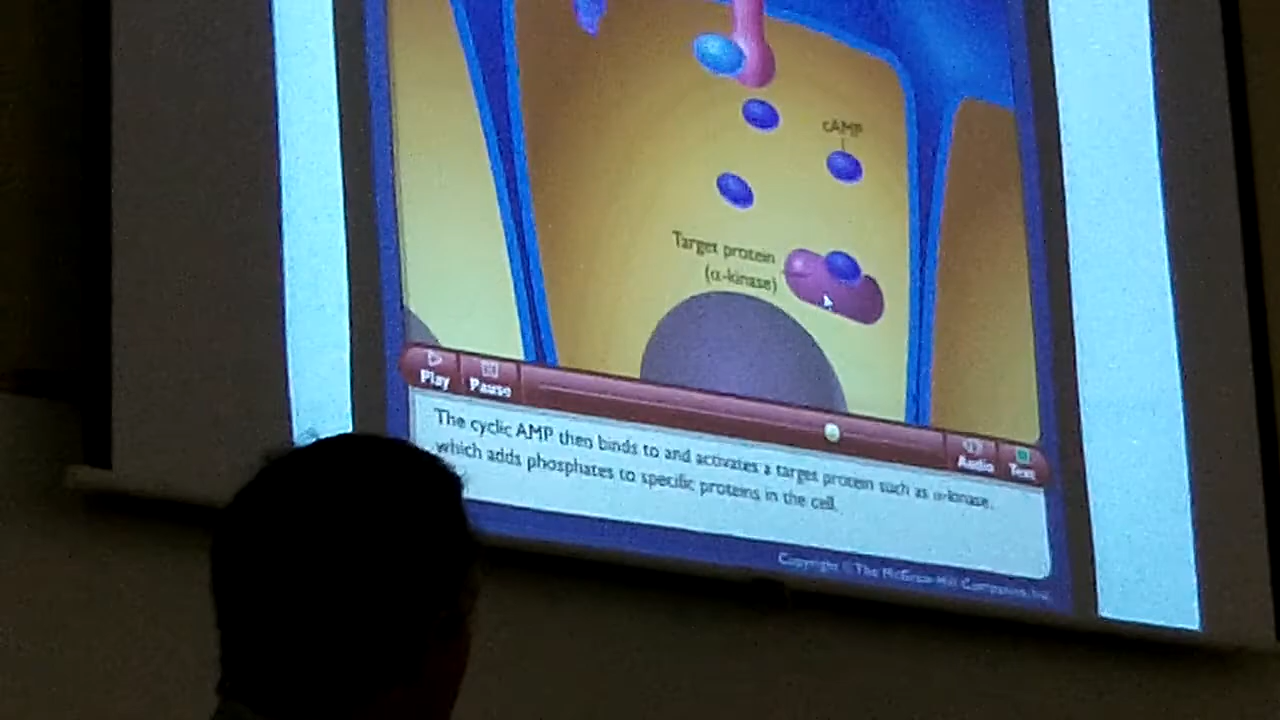 cAMP
Target protein
(α-kinase)
Play
Pause
Audio
Text
The cyclic AMP then binds to and activates a target protein such as α-kinase,
which adds phosphates to specific proteins in the cell.
Copyright © The McGraw-Hill Companies, Inc.